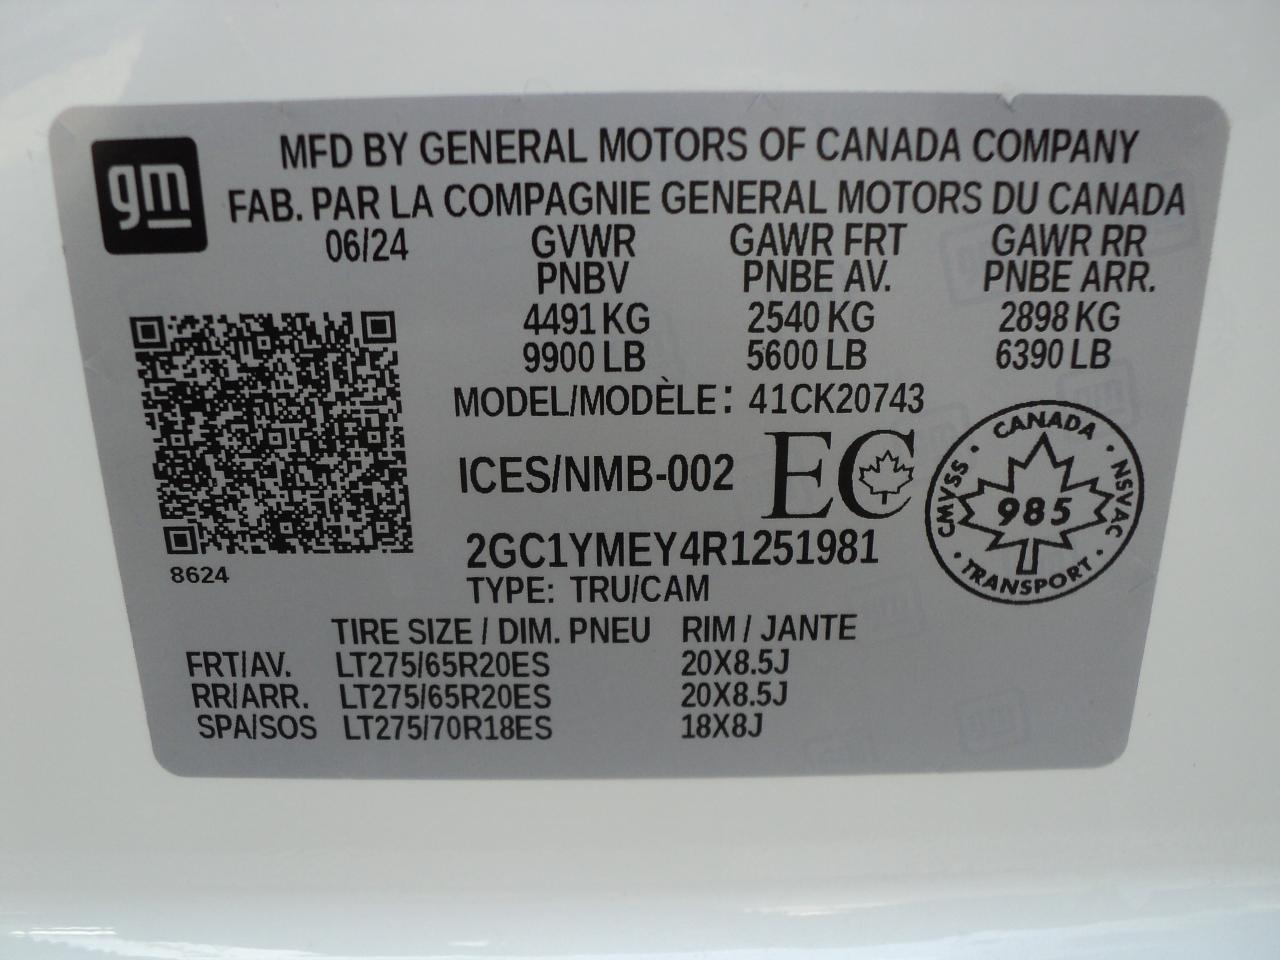 gm
MFD BY GENERAL MOTORS OF CANADA COMPANY
FAB. PAR LA COMPAGNIE GENERAL MOTORS DU CANADA
06/24 GVWR GAWR FRT GAWR RR
PNBV PNBE AV. PNBE ARR.
4491 KG 2540 KG 2898 KG
9900 LB 5600 LB 6390 LB
MODEL/MODÈLE: 41CK20743
ICES/NMB-002 EC
CANADA
CMVSS 985 NSVAC
TRANSPORT
2GC1YMEY4R1251981
8624
TYPE: TRU/CAM
TIRE SIZE / DIM. PNEU RIM / JANTE
FRT/AV. LT275/65R20ES 20X8.5J
RR/ARR. LT275/65R20ES 20X8.5J
SPA/SOS LT275/70R18ES 18X8J